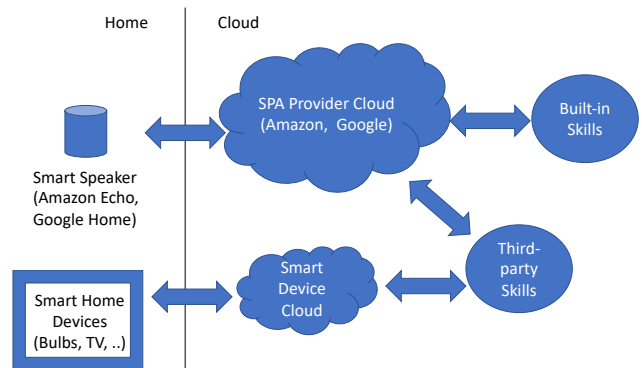 Home
Cloud
SPA Provider Cloud
(Amazon, Google)
Built-in
Skills
Smart Speaker
(Amazon Echo,
Google Home)
Third-
party
Skills
Smart
Device
Cloud
Smart Home
Devices
(Bulbs, TV, ..)